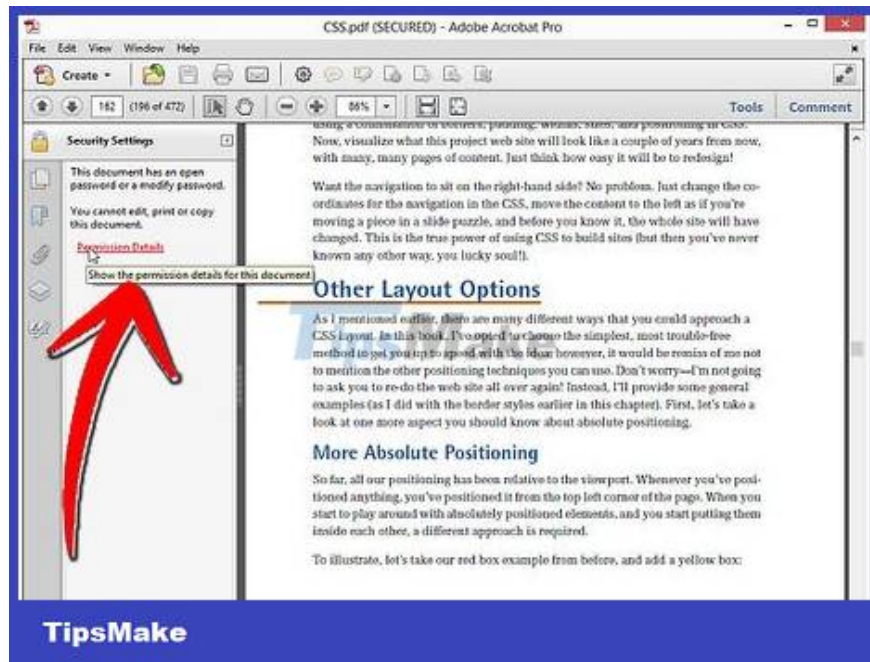 CSS.pdf (SECURED) - Adobe Acrobat Pro
File Edit View Window Help
Create
162 (196 of 472) 86% Tools Comment
Security Settings
This document has an open
password or a modify password.
You cannot edit, print or copy
this document.
Permission Details
Show the permission details for this document
using a combination of borders, padding, widths, sizes, and positioning in CSS.
Now, visualize what this project web site will look like a couple of years from now,
with many, many pages of content. Just think how easy it will be to redesign!
Want the navigation to sit on the right-hand side? No problem. Just change the co-
ordinates for the navigation in the CSS, move the content to the left as if you're
moving a piece in a slide puzzle, and before you know it, the whole site will have
changed. This is the true power of using CSS to build sites (but then you've never
known any other way, you lucky soul!).
Other Layout Options
As I mentioned earlier, there are many different ways that you could approach a
CSS layout. In this book, I've opted to choose the simplest, most trouble-free
method to get you up to speed with the idea; however, it would be remiss of me not
to mention the other positioning techniques you can use. Don't worry—I'm not going
to ask you to re-do the web site all over again! Instead, I'll provide some general
examples (as I did with the border styles earlier in this chapter). First, let's take a
look at one more aspect you should know about absolute positioning.
TipsMake
More Absolute Positioning
So far, all our positioning has been relative to the viewport. Whenever you've posi-
tioned anything, you've positioned it from the top left corner of the page. When you
start to play around with absolutely positioned elements, and you start putting them
inside each other, a different approach is required.
To illustrate, let's take our red box example from before, and add a yellow box:
TipsMake